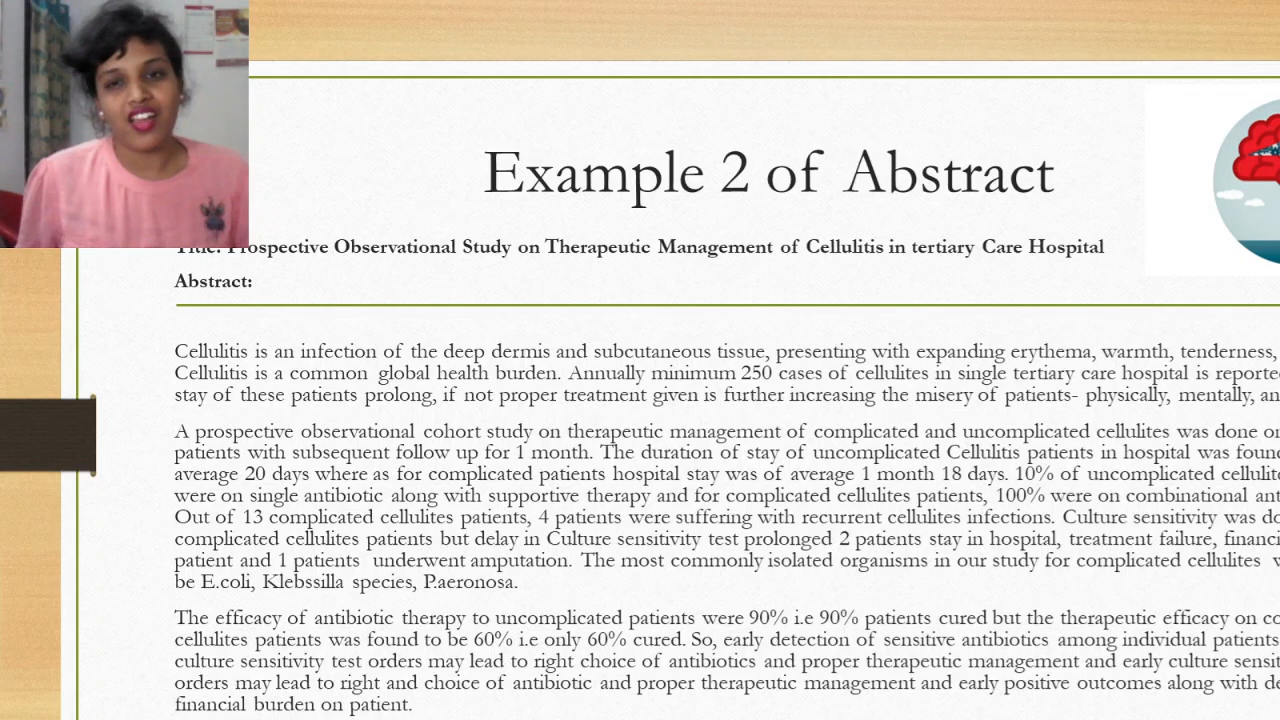 Example 2 of Abstract
Title: Prospective Observational Study on Therapeutic Management of Cellulitis in tertiary Care Hospital
Abstract:
Cellulitis is an infection of the deep dermis and subcutaneous tissue, presenting with expanding erythema, warmth, tenderness,
Cellulitis is a common global health burden. Annually minimum 250 cases of cellulites in single tertiary care hospital is
stay of these patients prolong, if not proper treatment given is further increasing the misery of patients- physically, mentally,
A prospective observational cohort study on therapeutic management of complicated and uncomplicated cellulites was done
patients with subsequent follow up for 1 month. The duration of stay of uncomplicated Cellulitis patients in hospital was
average 20 days where as for complicated patients hospital stay was of average 1 month 18 days. 10% of uncomplicated
were on single antibiotic along with supportive therapy and for complicated cellulites patients, 100% were on combinational
Out of 13 complicated cellulites patients, 4 patients were suffering with recurrent cellulites infections. Culture sensitivity was
complicated cellulites patients but delay in Culture sensitivity test prolonged 2 patients stay in hospital, treatment failure,
patient and 1 patients underwent amputation. The most commonly isolated organisms in our study for complicated cellulites
be E.coli, Klebssilla species, P.aeronosa.
The efficacy of antibiotic therapy to uncomplicated patients were 90% i.e 90% patients cured but the therapeutic efficacy on
cellulites patients was found to be 60% i.e only 60% cured. So, early detection of sensitive antibiotics among individual patients
culture sensitivity test orders may lead to right choice of antibiotics and proper therapeutic management and early culture
orders may lead to right and choice of antibiotic and proper therapeutic management and early positive outcomes along with
financial burden on patient.